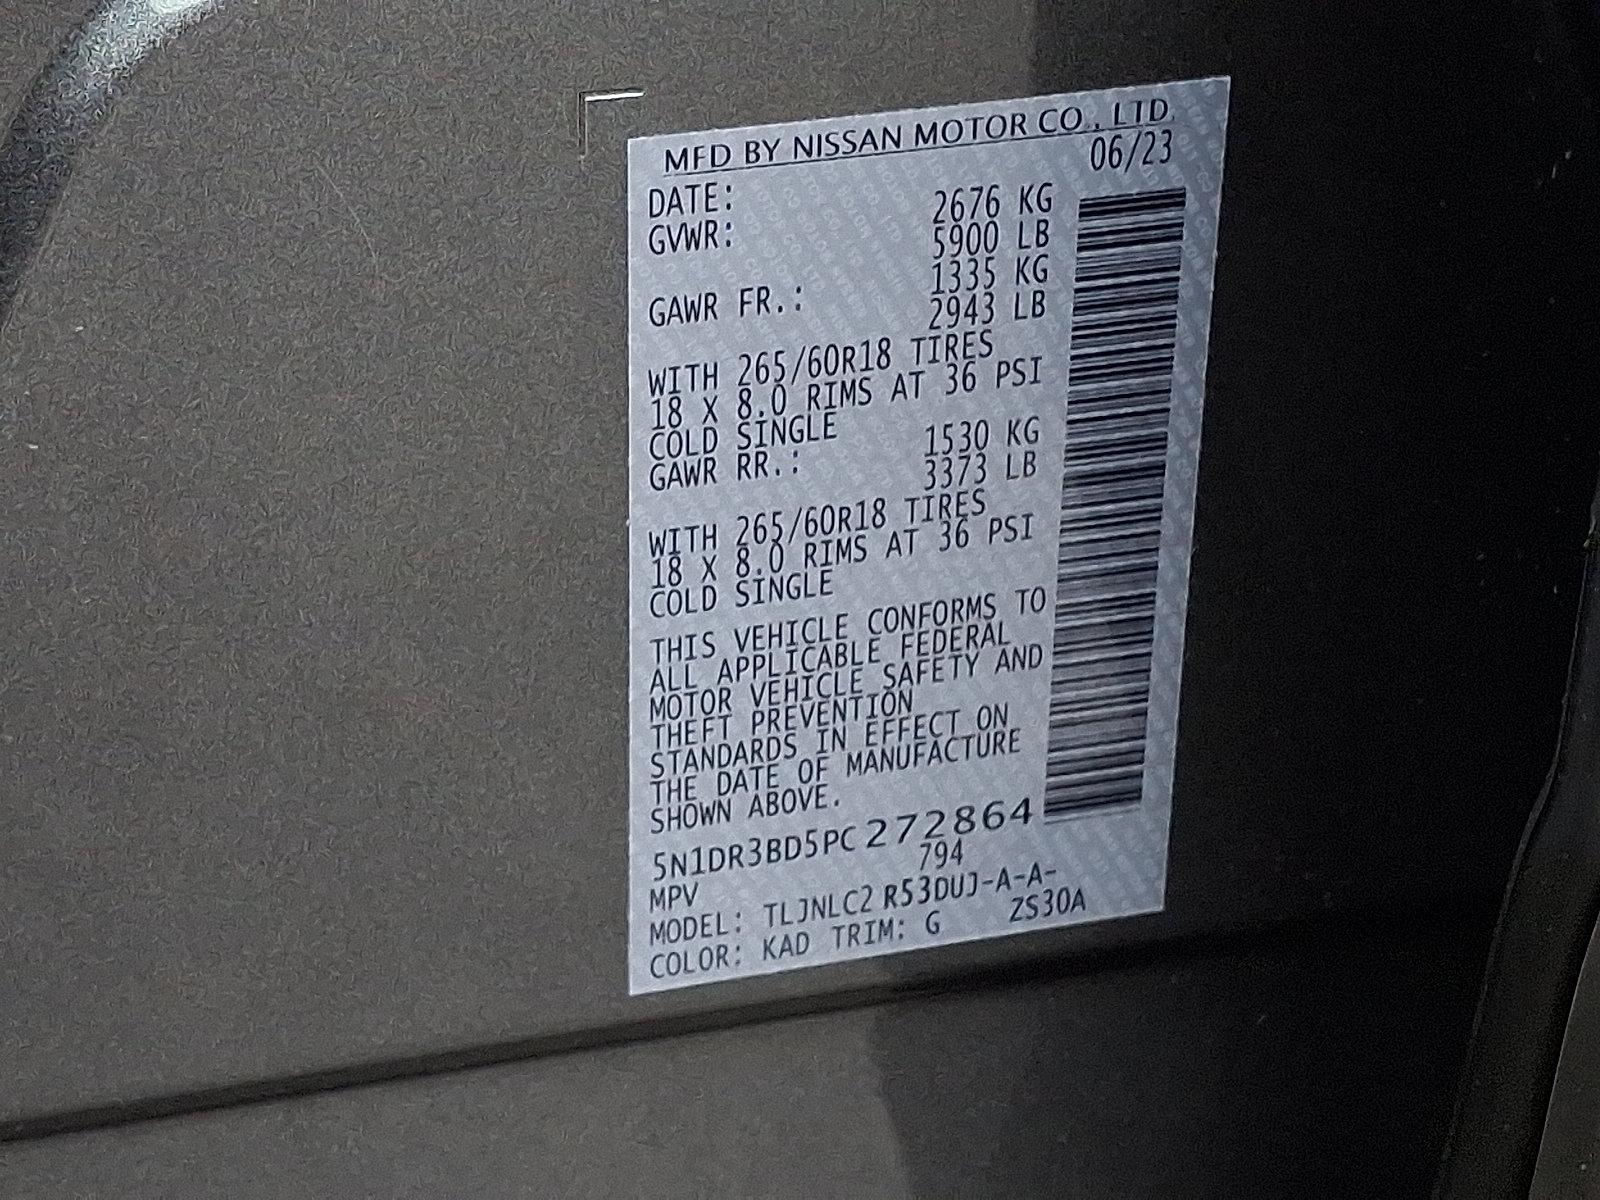 MFD BY NISSAN MOTOR CO., LTD.
DATE: 06/23
GVWR: 2676 KG
5900 LB
GAWR FR.: 1335 KG
2943 LB
WITH 265/60R18 TIRES
18 X 8.0 RIMS AT 36 PSI
COLD SINGLE
GAWR RR.: 1530 KG
3373 LB
WITH 265/60R18 TIRES
18 X 8.0 RIMS AT 36 PSI
COLD SINGLE
THIS VEHICLE CONFORMS TO
ALL APPLICABLE FEDERAL
MOTOR VEHICLE SAFETY AND
THEFT PREVENTION
STANDARDS IN EFFECT ON
THE DATE OF MANUFACTURE
SHOWN ABOVE.
5N1DR3BD5PC272864
MPV 794
MODEL: TLJNLC2 R53DUJ-A-A-
COLOR: KAD TRIM: G ZS30A